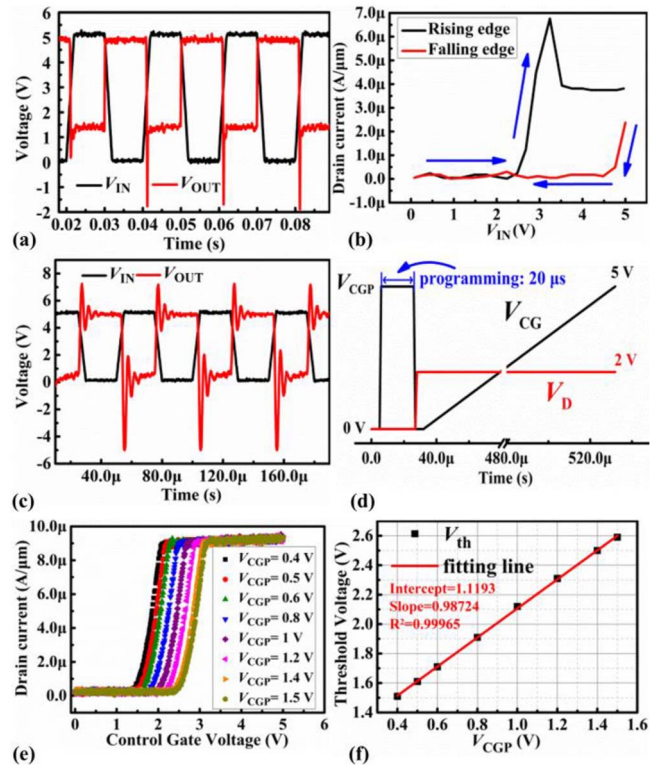 6
5
4
3
2
1
0
-1
-2
Voltage (V)
V_IN V_OUT
0.02 0.03 0.04 0.05 0.06 0.07 0.08
Time (s)
(a)
7.0μ
6.0μ
5.0μ
4.0μ
3.0μ
2.0μ
1.0μ
0.0
-1.0μ
Drain current (A/μm)
Rising edge
Falling edge
0 1 2 3 4 5
V_IN (V)
(b)
V_IN V_OUT
8
6
4
2
0
-2
-4
6
Voltage (V)
40.0μ 80.0μ 120.0μ 160.0μ
Time (s)
(c)
V_CGP
programming: 20 μs
5 V
V_CG
2 V
V_D
0 V
0.0 40.0μ 480.0μ 520.0μ
Time (s)
(d)
9.0μ
8.0μ
6.0μ
4.0μ
3.0μ
2.0μ
0.0
Drain current (A/μm)
V_CGP= 0.4 V
0.5 V
0.6 V
V_CGP= 0.8 V
V_CGP=1 V
V_CGP=1.2 V
V_CGP= 1.4 V
V_CGP= 1.5 V
0 1 2 3 4 5
Control Gate Voltage (V)
(e)
2.6
2.4
2.2
2.0
1.8
1.6
1.4
Threshold Voltage (V)
V_th
fitting line
Intercept=1.1193
Slope=0.98724
R²=0.99965
0.4 0.6 0.8 1.0 1.2 1.4 1.6
V_CGP (V)
(f)